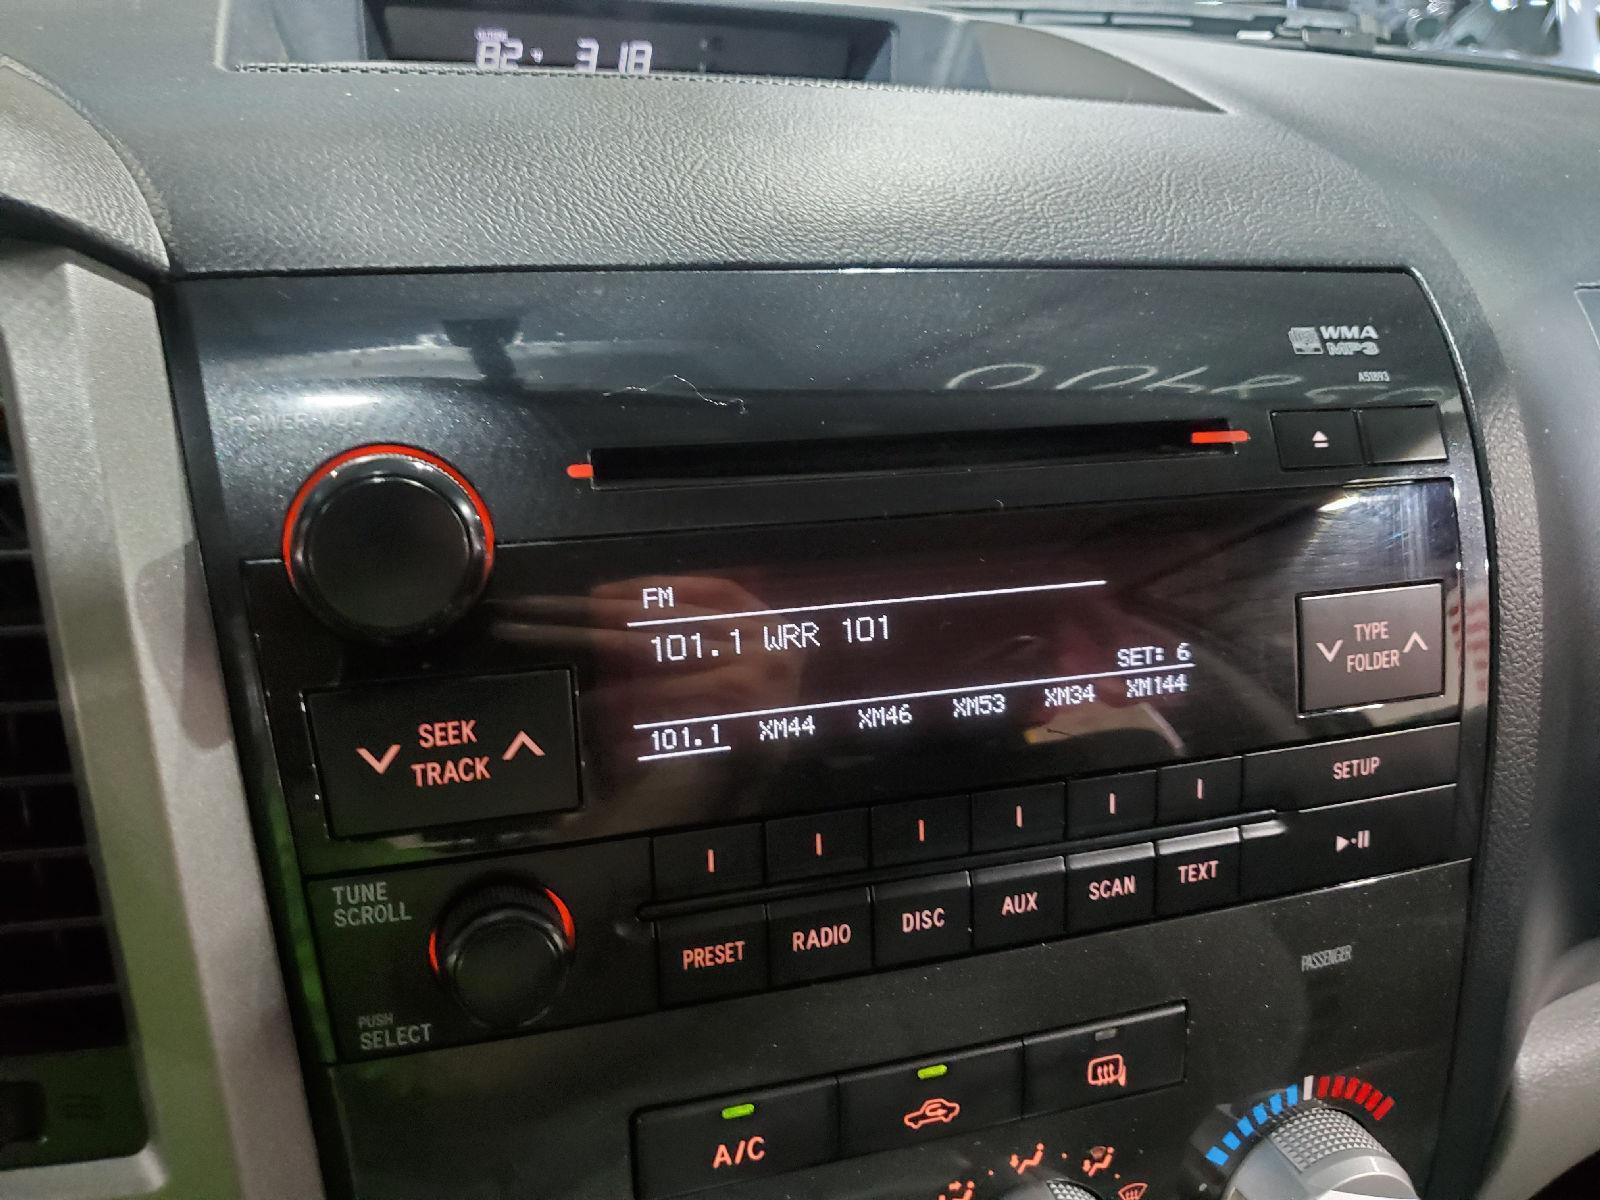 82 °F 3 18
WMA
MP3
A51893
POWER·VOL
FM
101.1 WRR 101
SET: 6
101.1 XM44 XM46 XM53 XM34 XM144
TYPE
FOLDER
SEEK
TRACK
SETUP
TUNE
SCROLL
PRESET RADIO DISC AUX SCAN TEXT
PUSH
SELECT
PASSENGER
A/C